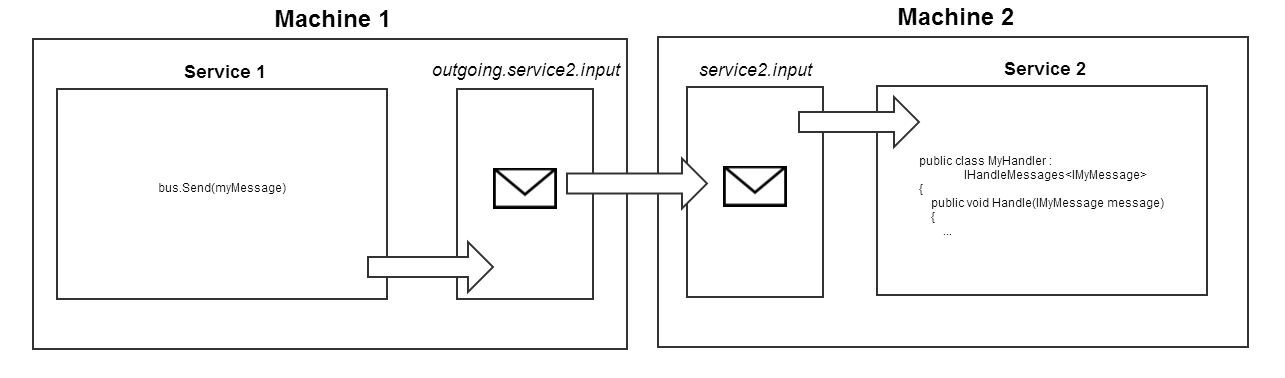 Machine 1
Machine 2
Service 1
outgoing.service2.input
service2.input
Service 2
bus.Send(myMessage)
public class MyHandler :
IHandleMessages<IMyMessage>
{
public void Handle(IMyMessage message)
{
...